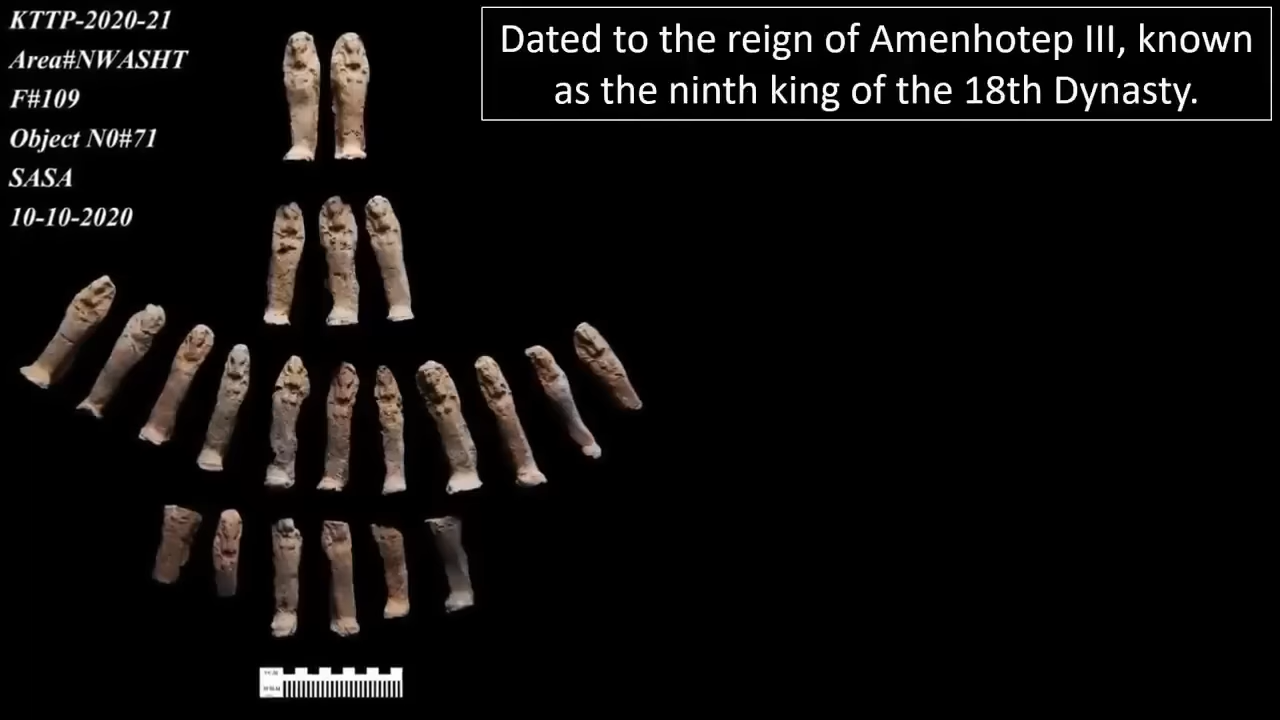 KTTP-2020-21
Area#NWASHT
F#109
Object N0#71
SASA
10-10-2020
Dated to the reign of Amenhotep III, known
as the ninth king of the 18th Dynasty.